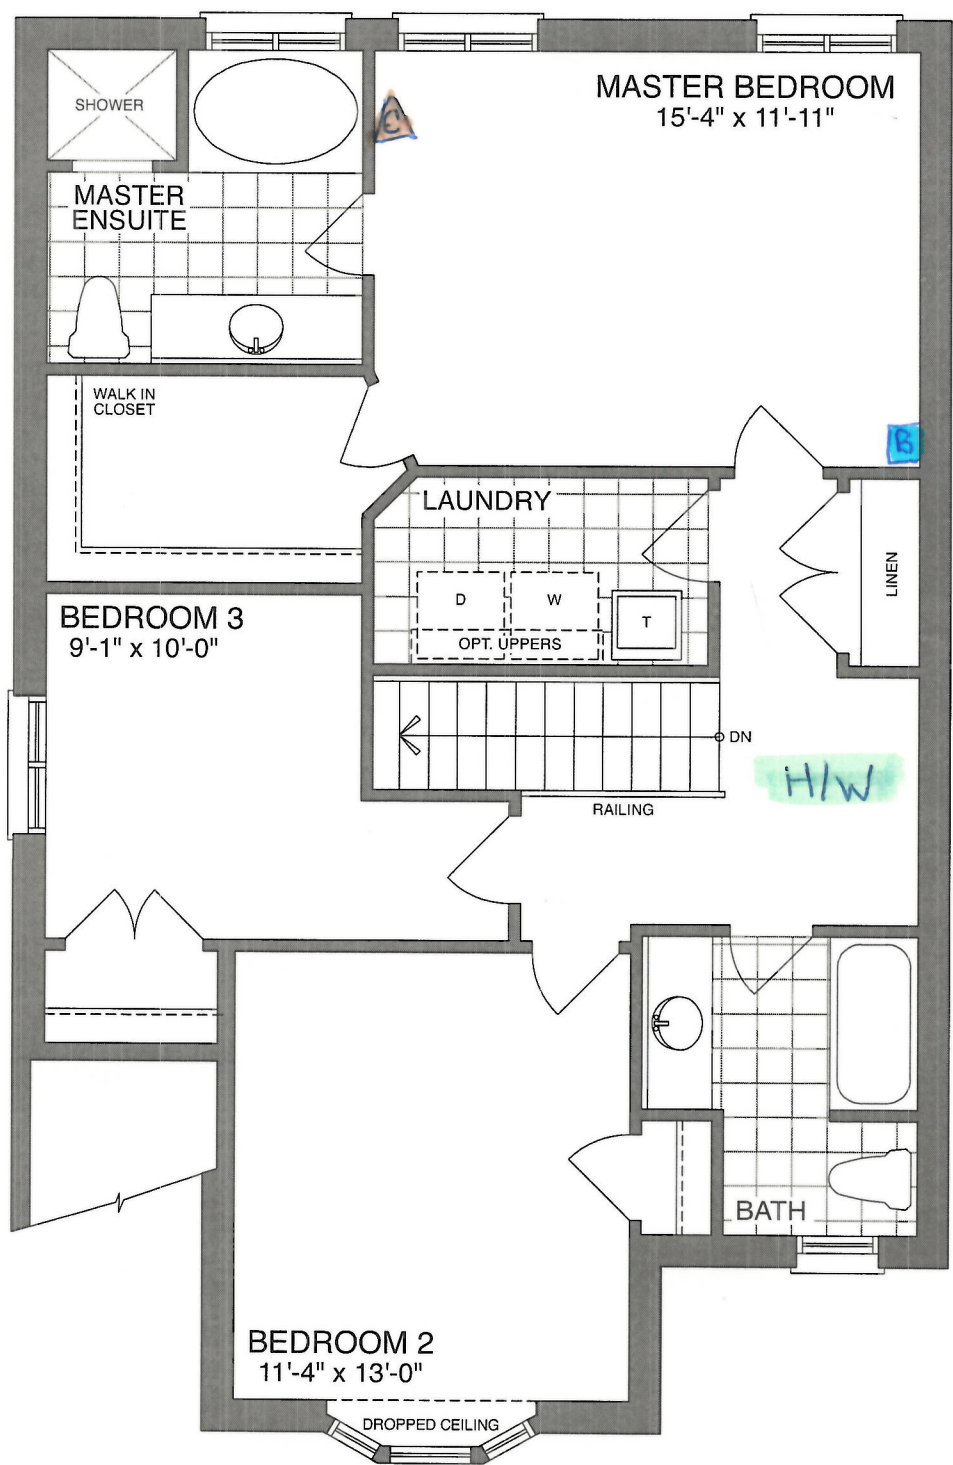 MASTER BEDROOM
15'-4" x 11'-11"
SHOWER
C
MASTER
ENSUITE
WALK IN
CLOSET
B
LAUNDRY
LINEN
D
W
T
OPT. UPPERS
BEDROOM 3
9'-1" x 10'-0"
DN
H/W
RAILING
BATH
BEDROOM 2
11'-4" x 13'-0"
DROPPED CEILING